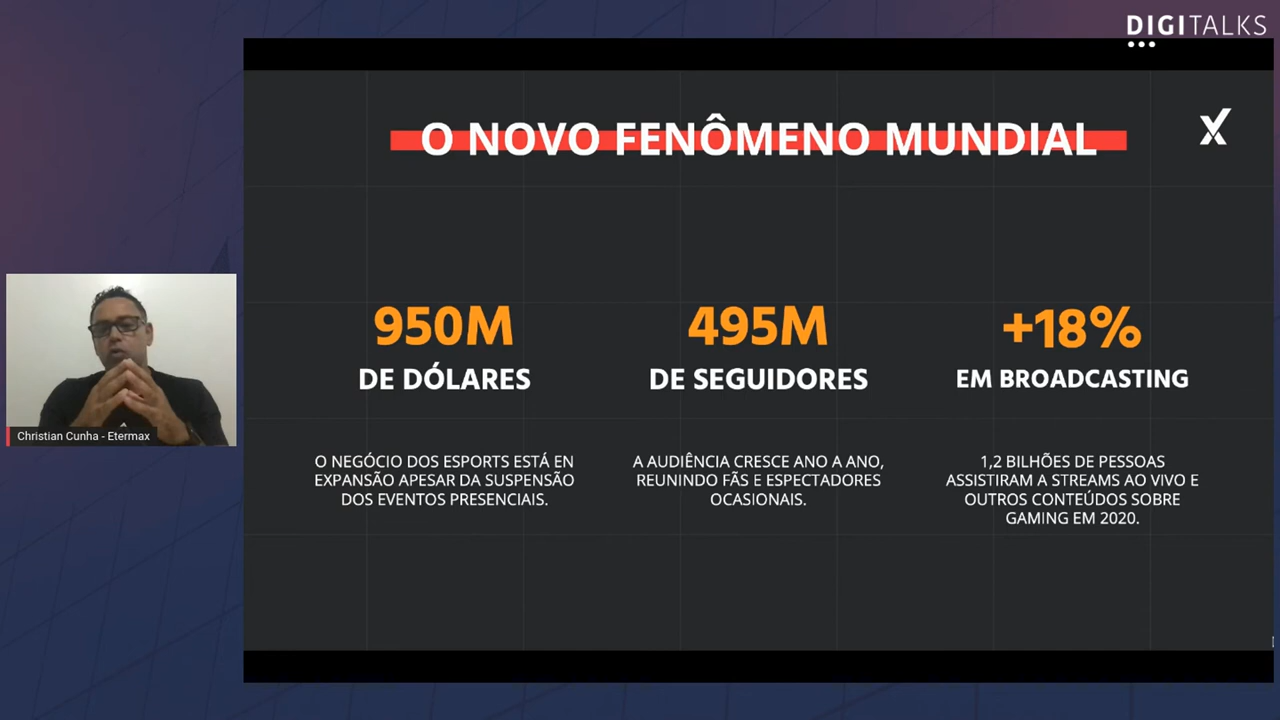 DIGITALKS
O NOVO FENÔMENO MUNDIAL
950M
DE DÓLARES
O NEGÓCIO DOS ESPORTS ESTÁ EN
EXPANSÃO APESAR DA SUSPENSÃO
DOS EVENTOS PRESENCIAIS.
495M
DE SEGUIDORES
A AUDIÊNCIA CRESCE ANO A ANO,
REUNINDO FÃS E ESPECTADORES
OCASIONAIS.
+18%
EM BROADCASTING
1,2 BILHÕES DE PESSOAS
ASSISTIRAM A STREAMS AO VIVO E
OUTROS CONTEÚDOS SOBRE
GAMING EM 2020.
Christian Cunha - Etermax